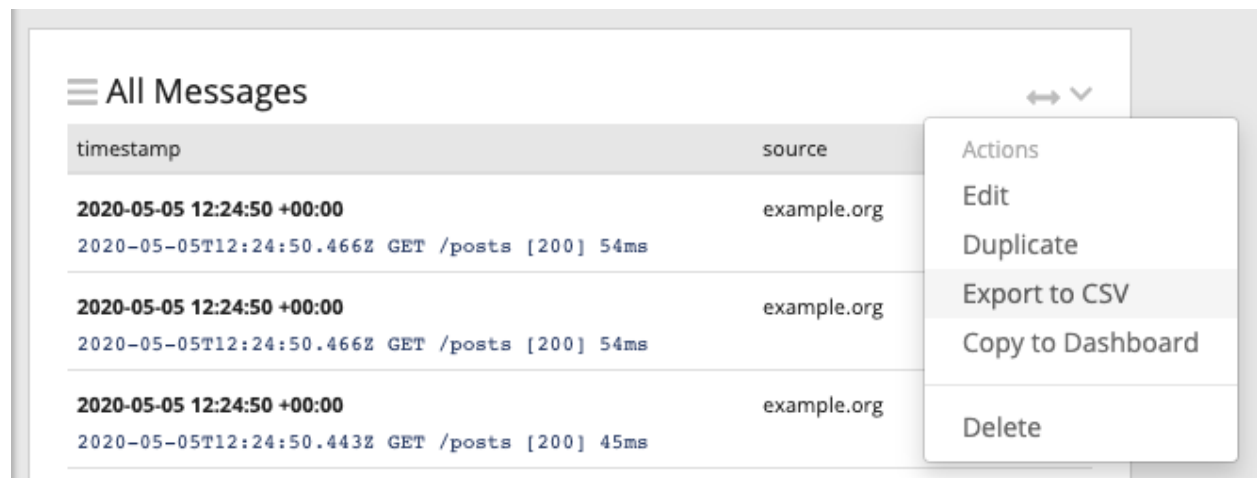 All Messages
timestamp source
2020-05-05 12:24:50 +00:00 example.org
2020-05-05T12:24:50.466Z GET /posts [200] 54ms
2020-05-05 12:24:50 +00:00 example.org
2020-05-05T12:24:50.466Z GET /posts [200] 54ms
2020-05-05 12:24:50 +00:00 example.org
2020-05-05T12:24:50.443Z GET /posts [200] 45ms
Actions
Edit
Duplicate
Export to CSV
Copy to Dashboard
Delete